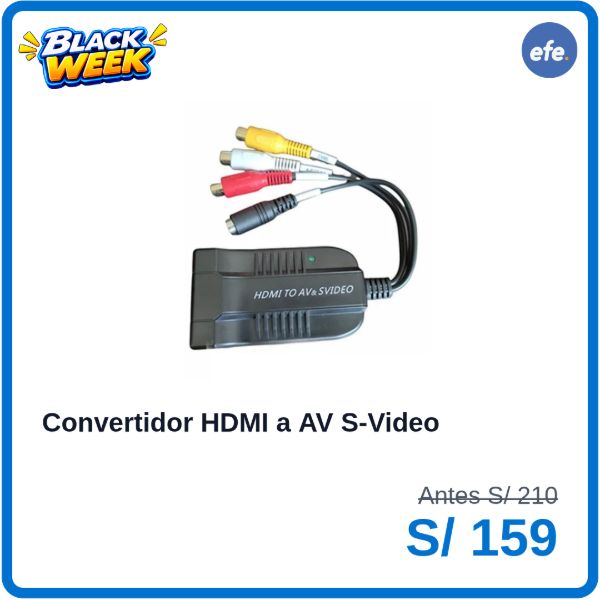 BLACK
WEEK
efe.
HDMI TO AV& SVIDEO
Convertidor HDMI a AV S-Video
Antes S/ 210
S/ 159